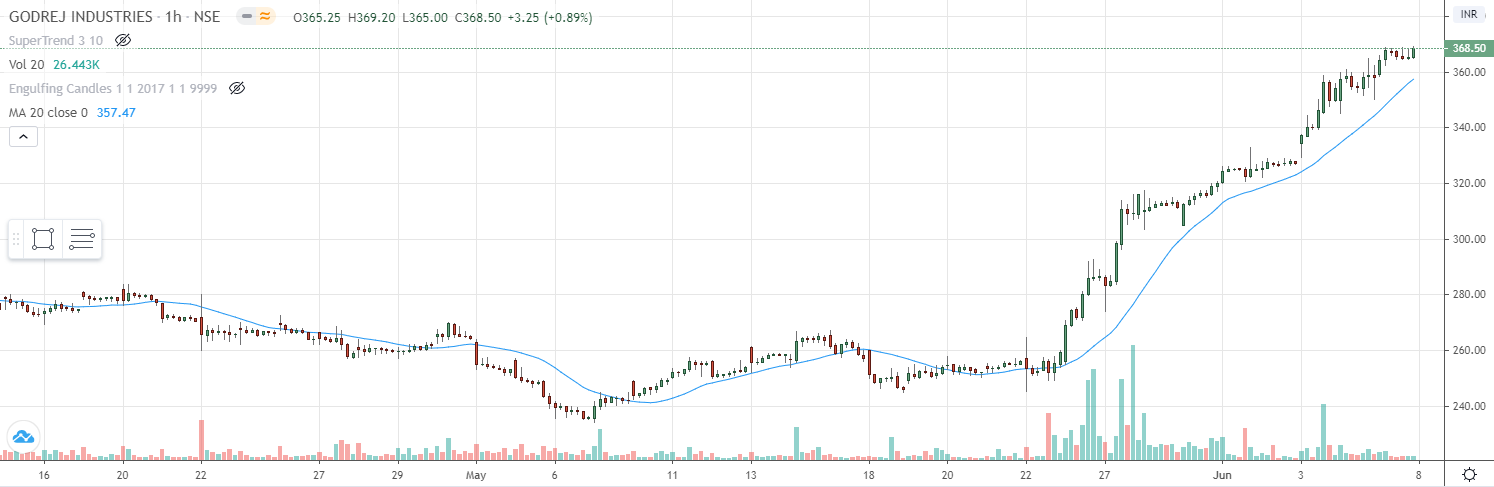 GODREJ INDUSTRIES · 1h · NSE O365.25 H369.20 L365.00 C368.50 +3.25 (+0.89%) INR
SuperTrend 3 10
368.50
Vol 20 26.443K
360.00
Engulfing Candles 1 1 2017 1 1 9999
MA 20 close 0 357.47
340.00
320.00
300.00
280.00
260.00
240.00
16 20 22 27 29 May 6 11 13 18 20 22 27 Jun 3 8